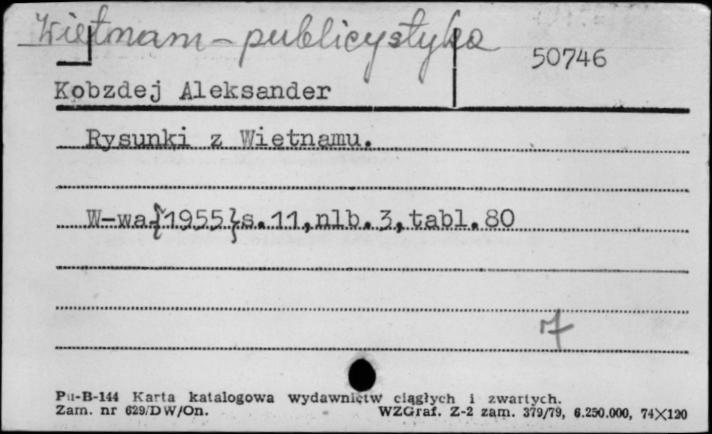 Wietnam - publicystyka
50746
Kobzdej Aleksander
Rysunki z Wietnamu.
W-wa{1955}s.11,nlb.3,tabl.80
7
Pu-B-144 Karta katalogowa wydawnictw ciągłych i zwartych.
Zam. nr 629/DW/On. WZGraf. Z-2 zam. 379/79, 6.250.000, 74X120